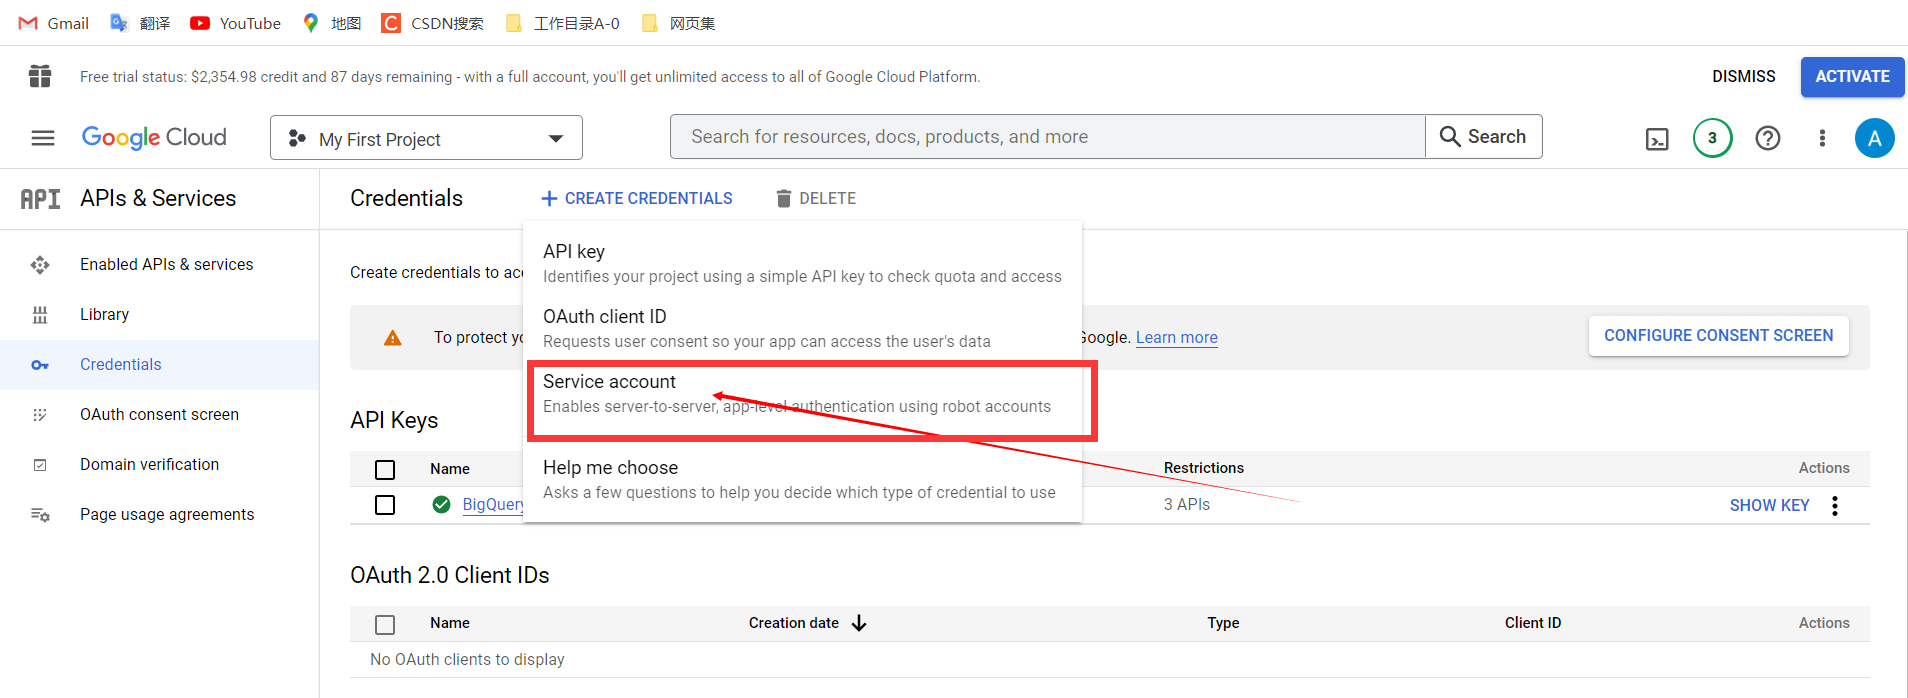 Gmail 翻译 YouTube 地图 CSDN搜索 工作目录A-0 网页集
Free trial status: $2,354.98 credit and 87 days remaining - with a full account, you'll get unlimited access to all of Google Cloud Platform. DISMISS ACTIVATE
Google Cloud My First Project Search for resources, docs, products, and more Search 3 A
API APIs & Services Credentials CREATE CREDENTIALS DELETE
Enabled APIs & services
Library
Credentials
OAuth consent screen
Domain verification
Page usage agreements
Create credentials to
To protect Google. Learn more CONFIGURE CONSENT SCREEN
API key
Identifies your project using a simple API key to check quota and access
OAuth client ID
Requests user consent so your app can access the user's data
Service account
Enables server-to-server, app-level authentication using robot accounts
Help me choose
Asks a few questions to help you decide which type of credential to use
API Keys
Name Restrictions Actions
BigQuery 3 APIs SHOW KEY
OAuth 2.0 Client IDs
Name Creation date Type Client ID Actions
No OAuth clients to display